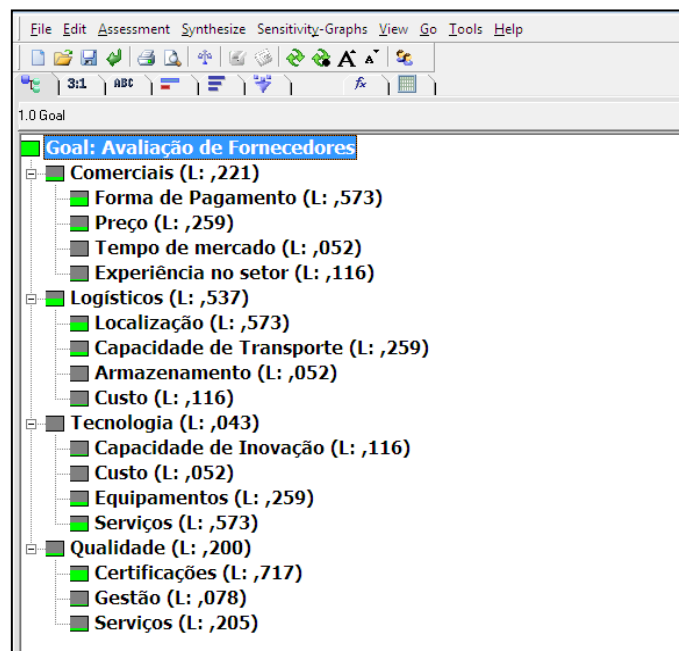 File Edit Assessment Synthesize Sensitivity-Graphs View Go Tools Help
A A
3:1 ABC fx
1.0 Goal
Goal: Avaliação de Fornecedores
Comerciais (L: ,221)
Forma de Pagamento (L: ,573)
Preço (L: ,259)
Tempo de mercado (L: ,052)
Experiência no setor (L: ,116)
Logísticos (L: ,537)
Localização (L: ,573)
Capacidade de Transporte (L: ,259)
Armazenamento (L: ,052)
Custo (L: ,116)
Tecnologia (L: ,043)
Capacidade de Inovação (L: ,116)
Custo (L: ,052)
Equipamentos (L: ,259)
Serviços (L: ,573)
Qualidade (L: ,200)
Certificações (L: ,717)
Gestão (L: ,078)
Serviços (L: ,205)